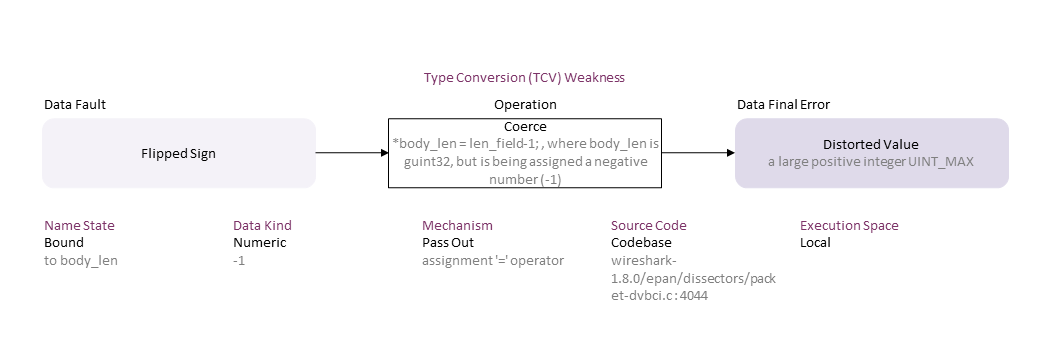 Type Conversion (TCV) Weakness
Data Fault
Operation
Data Final Error
Flipped Sign
Coerce
*body_len = len_field-1; , where body_len is
guint32, but is being assigned a negative
number (-1)
Distorted Value
a large positive integer UINT_MAX
Name State
Bound
to body_len
Data Kind
Numeric
-1
Mechanism
Pass Out
assignment '=' operator
Source Code
Codebase
wireshark-
1.8.0/epan/dissectors/pack
et-dvbci.c:4044
Execution Space
Local